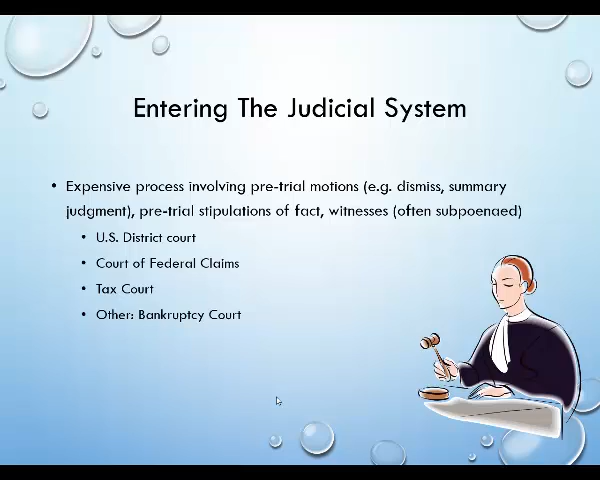 Entering The Judicial System
• Expensive process involving pre-trial motions (e.g. dismiss, summary
judgment), pre-trial stipulations of fact, witnesses (often subpoenaed)
• U.S. District court
• Court of Federal Claims
• Tax Court
• Other: Bankruptcy Court